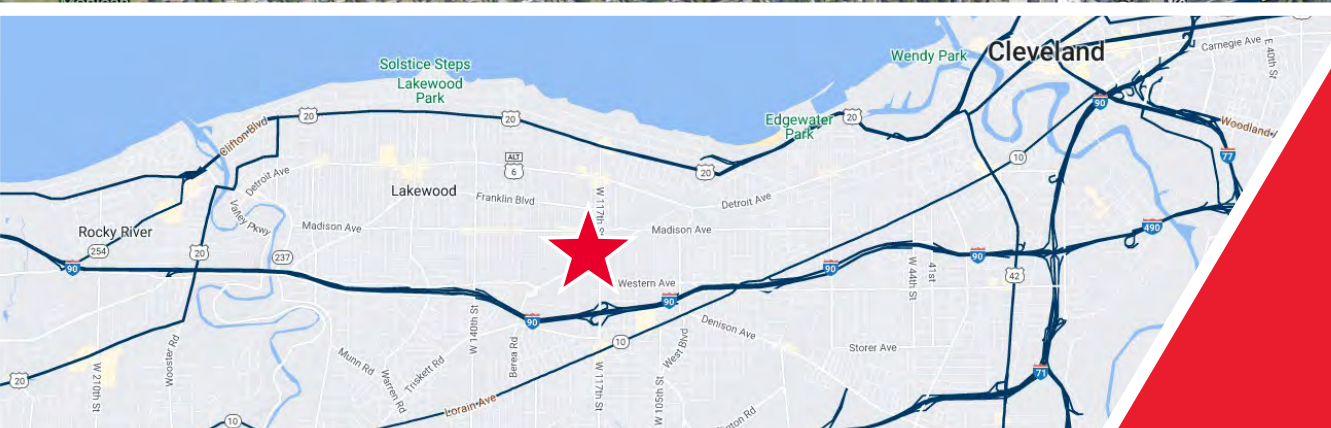 Cleveland
Wendy Park
Carnegie Ave
E 40th St
Solstice Steps
Lakewood
Park
Edgewater
Park
20
20
20
20
90
Woodland
77
Clifton Blvd
10
ALT
6
Detroit Ave
Lakewood
Franklin Blvd
W 117th S
Detroit Ave
Valley Pkwy
Rocky River
Madison Ave
Madison Ave
490
254
20
237
90
90
90
42
W 44th St
41st
Western Ave
90
90
W 140th St
Denison Ave
10
West Blvd
Berea Rd
Storer Ave
Munn Rd
Triskett Rd
Warren Rd
Wooster Rd
W 210th St
W 117th St
W 105th St
71
20
Lorain Ave
10